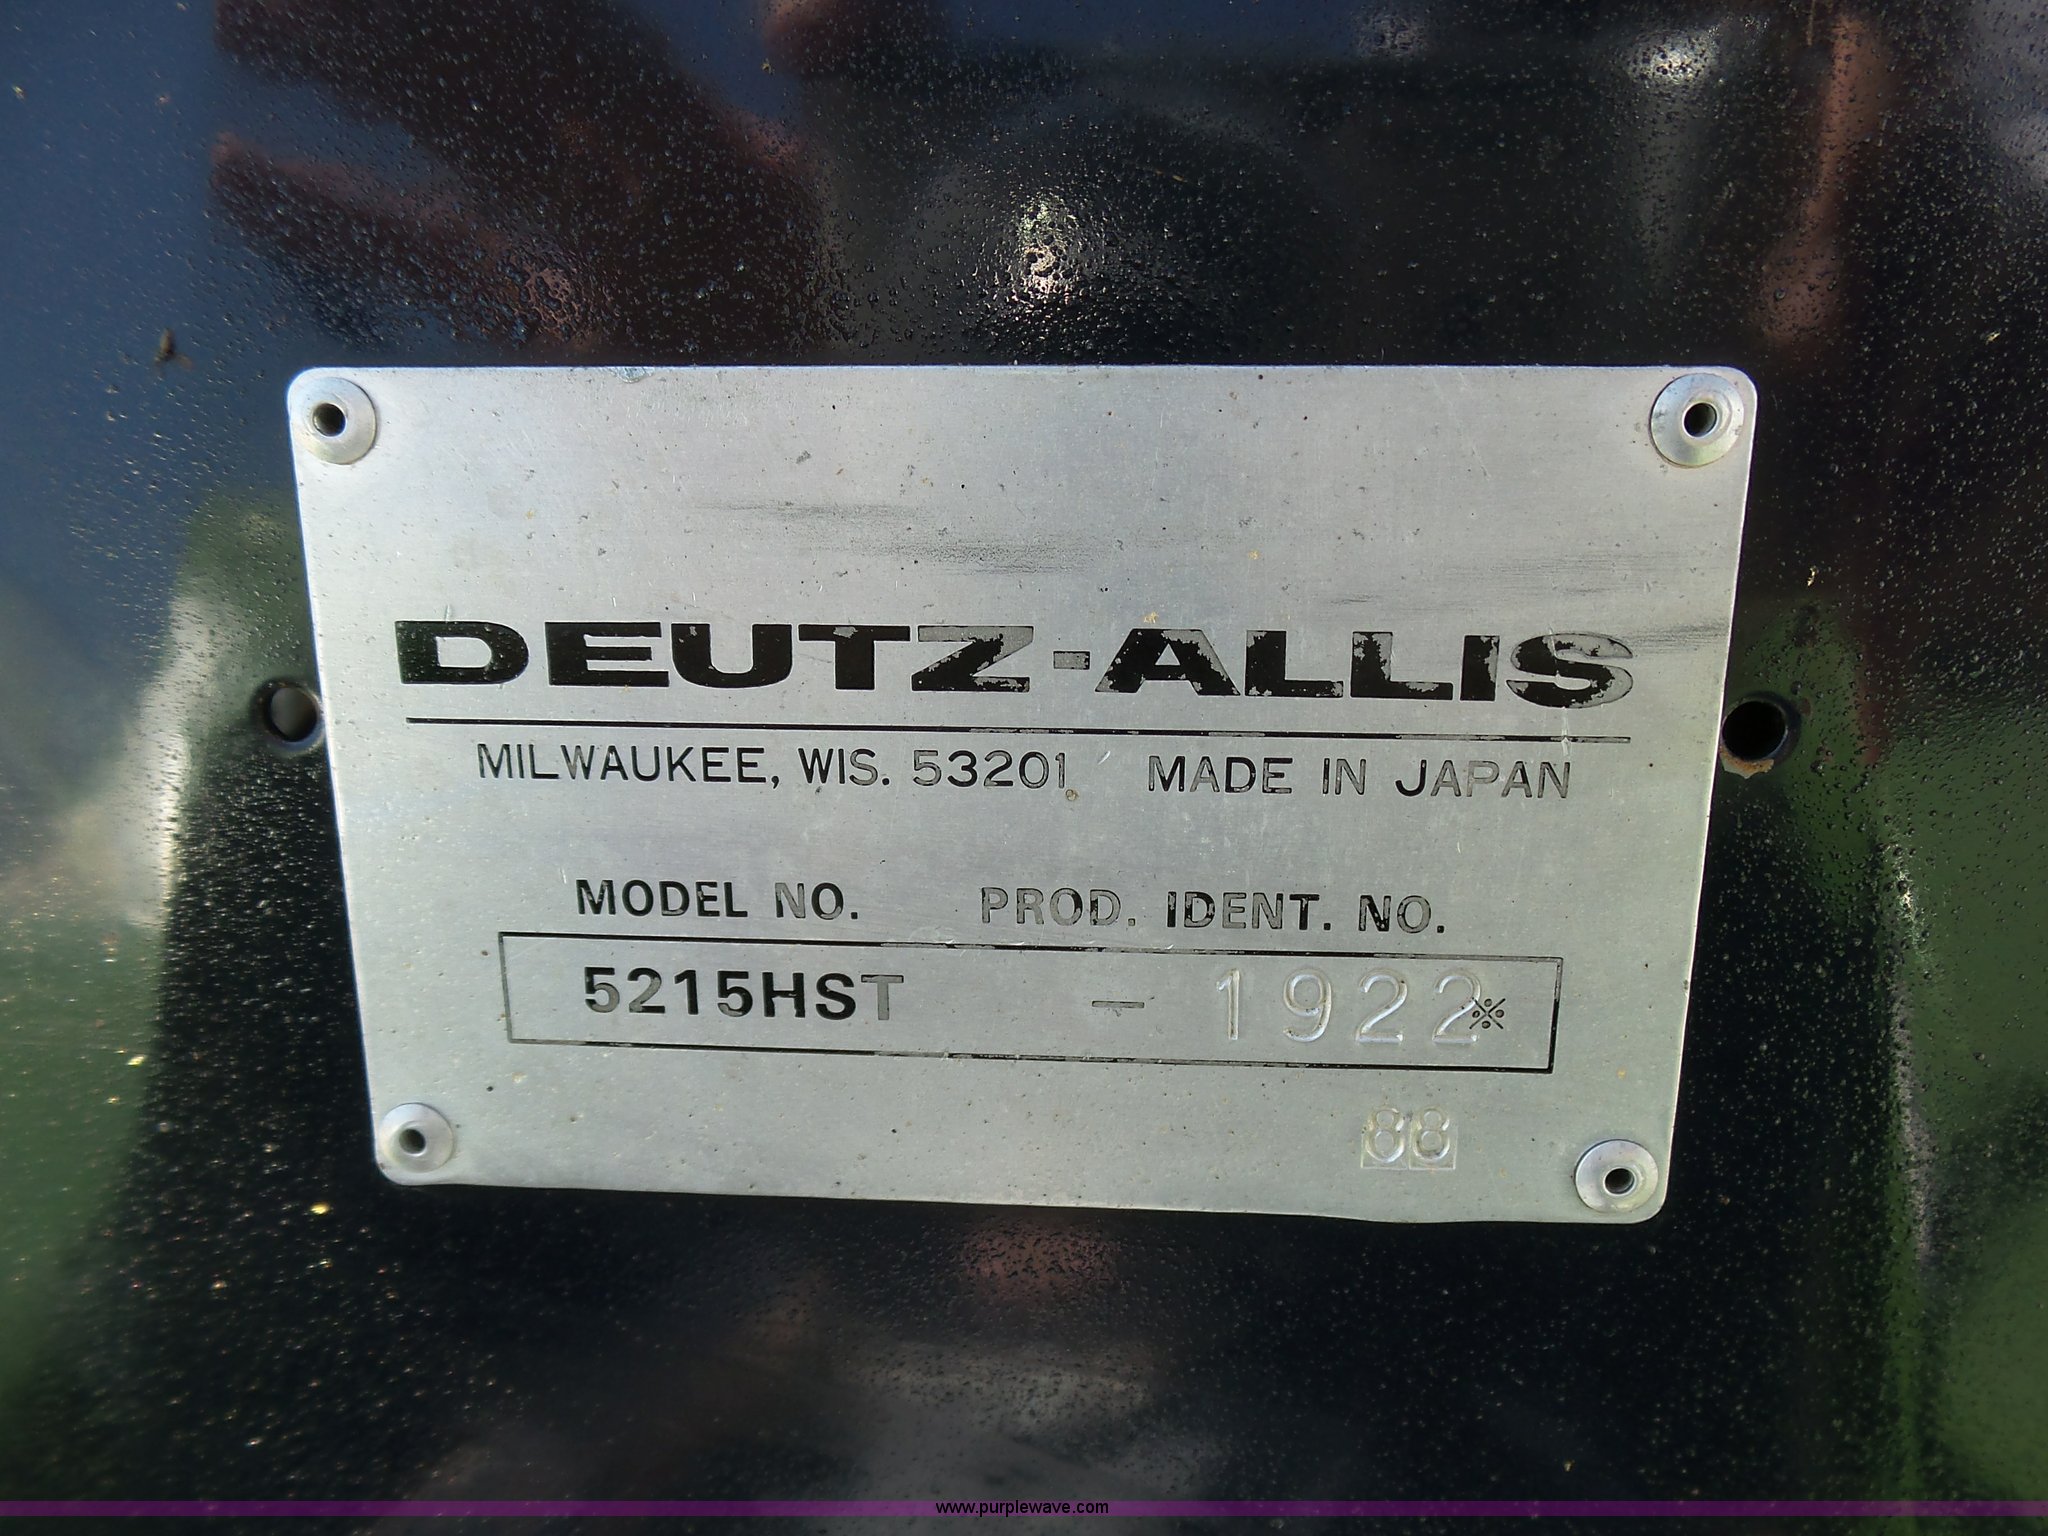 DEUTZ-ALLIS
MILWAUKEE, WIS. 53201 MADE IN JAPAN
MODEL NO. PROD. IDENT. NO.
5215HST - 1922※
88
www.purplewave.com